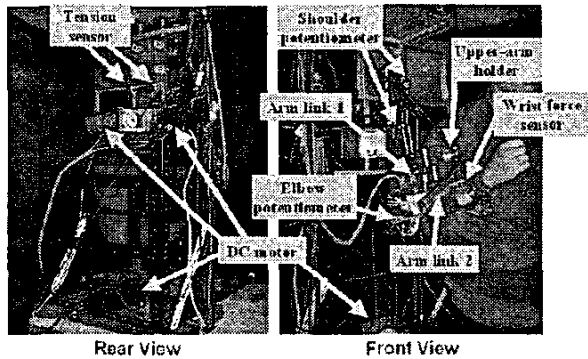 Tension
sensor
Shoulder
potentiometer
Upper-arm
holder
Arm link 1
Wrist force
sensor
Elbow
potentiometer
DC motor
Arm link 2
Rear View
Front View